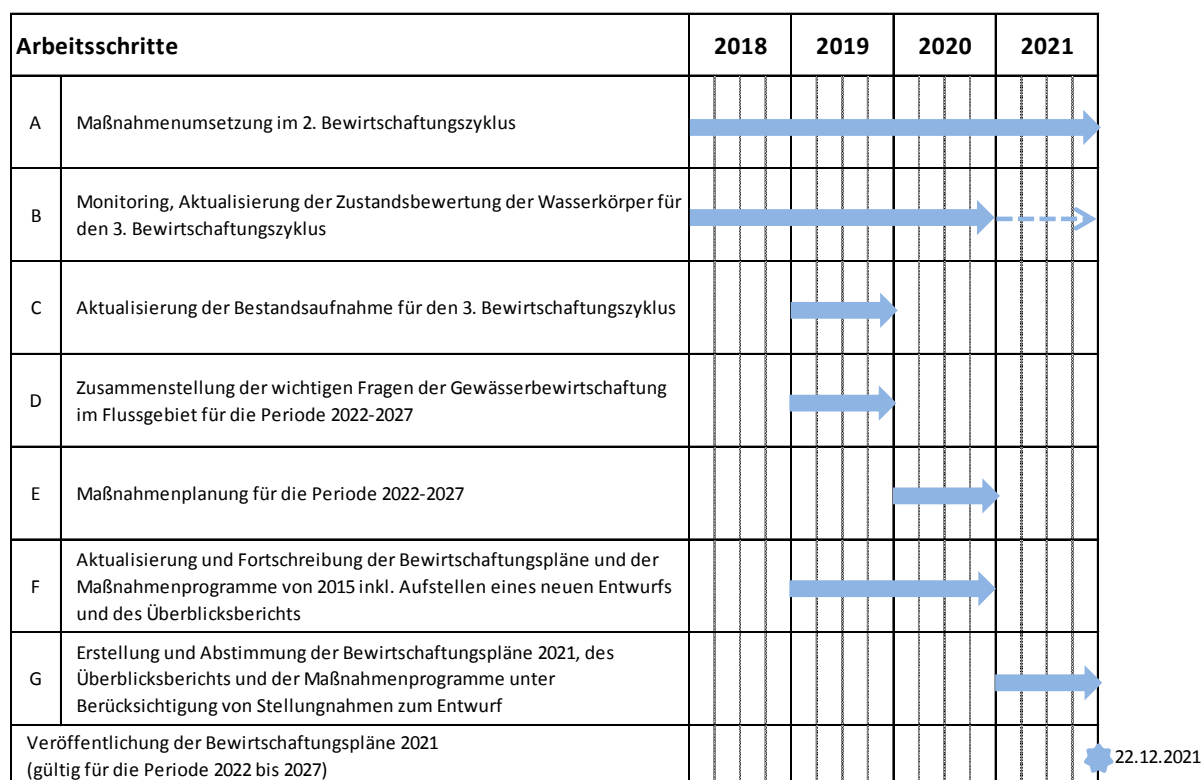 Arbeitsschritte 2018 2019 2020 2021
A Maßnahmenumsetzung im 2. Bewirtschaftungszyklus
B Monitoring, Aktualisierung der Zustandsbewertung der Wasserkörper für
den 3. Bewirtschaftungszyklus
C Aktualisierung der Bestandsaufnahme für den 3. Bewirtschaftungszyklus
D Zusammenstellung der wichtigen Fragen der Gewässerbewirtschaftung
im Flussgebiet für die Periode 2022-2027
E Maßnahmenplanung für die Periode 2022-2027
F Aktualisierung und Fortschreibung der Bewirtschaftungspläne und der
Maßnahmenprogramme von 2015 inkl. Aufstellen eines neuen Entwurfs
und des Überblicksberichts
G Erstellung und Abstimmung der Bewirtschaftungspläne 2021, des
Überblicksberichts und der Maßnahmenprogramme unter
Berücksichtigung von Stellungnahmen zum Entwurf
Veröffentlichung der Bewirtschaftungspläne 2021
(gültig für die Periode 2022 bis 2027)
22.12.2021